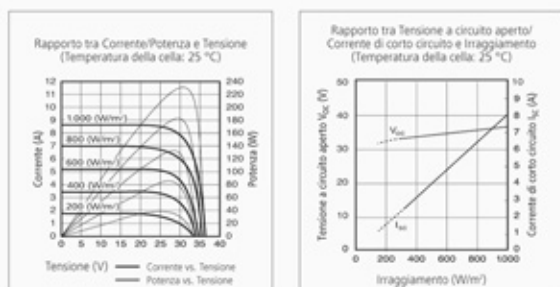 Rapporto tra Corrente/Potenza e Tensione
(Temperatura della cella: 25 °C)
Corrente (A)
12
11
10
9
8
7
6
5
4
3
2
1
0
1.000 (W/m²)
800 (W/m²)
600 (W/m²)
400 (W/m²)
200 (W/m²)
240
220
200
180
160
140
120
100
80
60
40
20
0
Potenza (W)
0 5 10 15 20 25 30 35 40
Tensione (V)
Corrente vs. Tensione
Potenza vs. Tensione
Rapporto tra Tensione a circuito aperto/
Corrente di corto circuito e Irraggiamento
(Temperatura della cella: 25 °C)
Tensione a circuito aperto VOC (V)
50
40
30
20
10
0
VOC
ISC
10
9
8
7
6
5
4
3
2
1
0
Corrente di corto circuito ISC (A)
0 200 400 600 800 1000
Irraggiamento (W/m²)